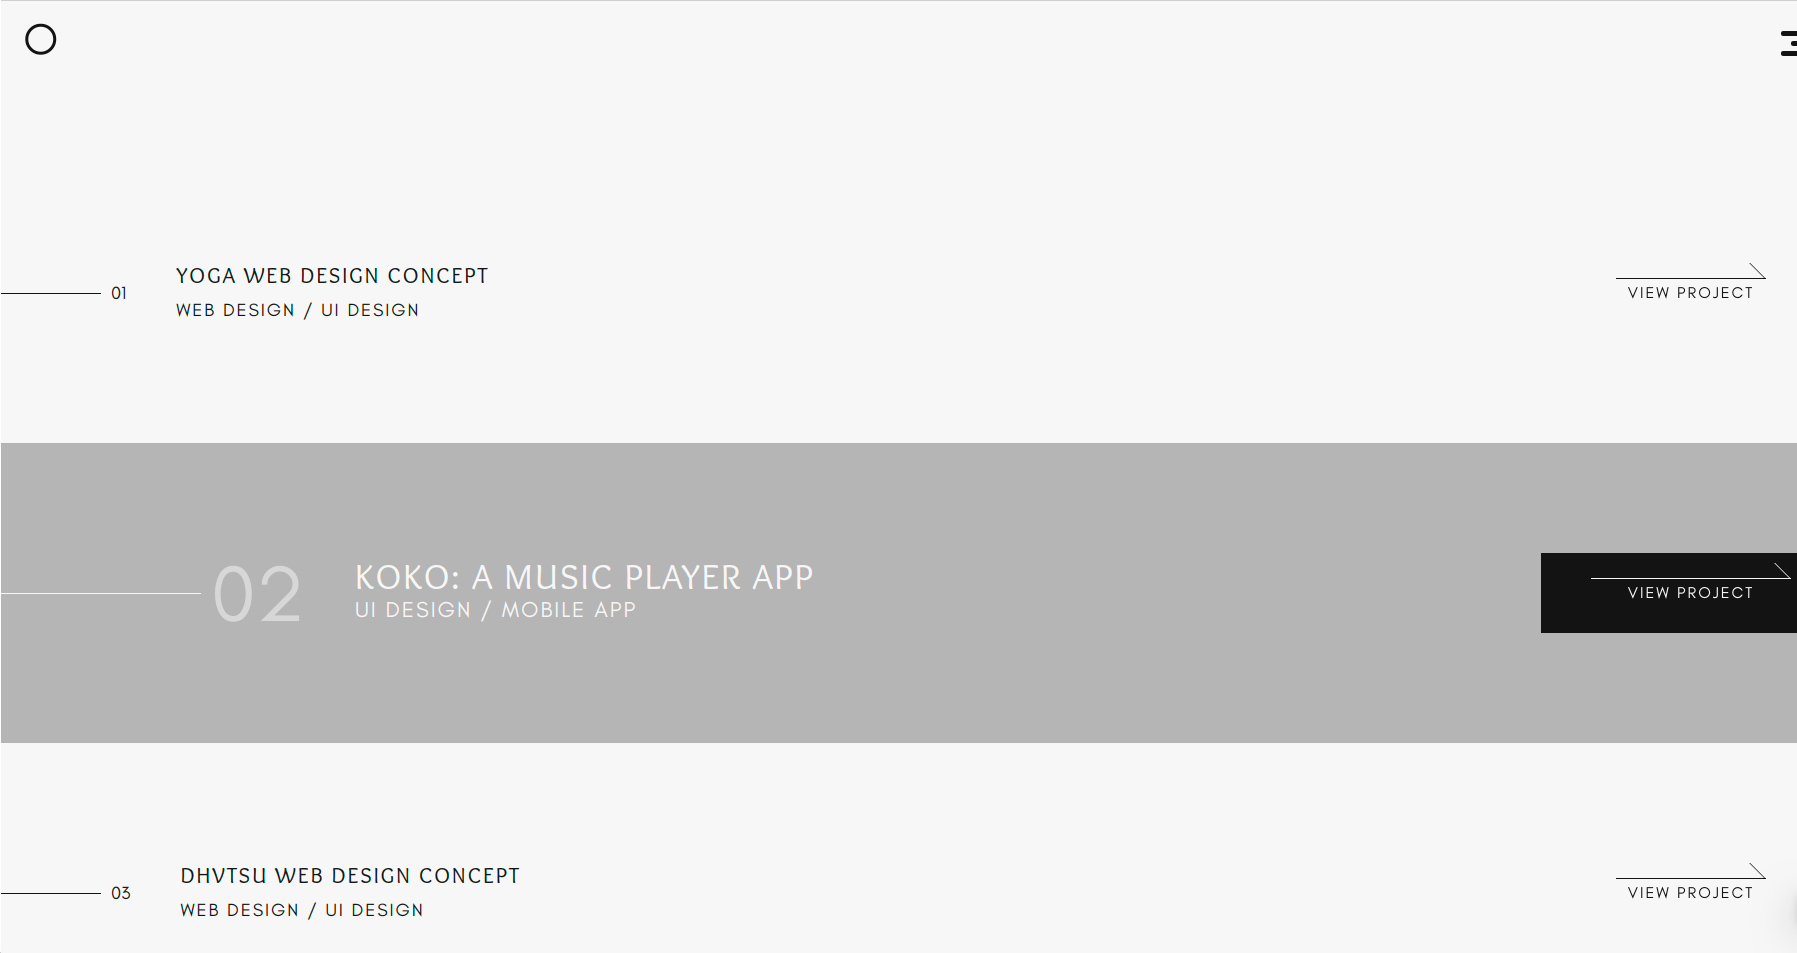 01
YOGA WEB DESIGN CONCEPT
WEB DESIGN / UI DESIGN
VIEW PROJECT
02
KOKO: A MUSIC PLAYER APP
UI DESIGN / MOBILE APP
VIEW PROJECT
03
DHVTSU WEB DESIGN CONCEPT
WEB DESIGN / UI DESIGN
VIEW PROJECT